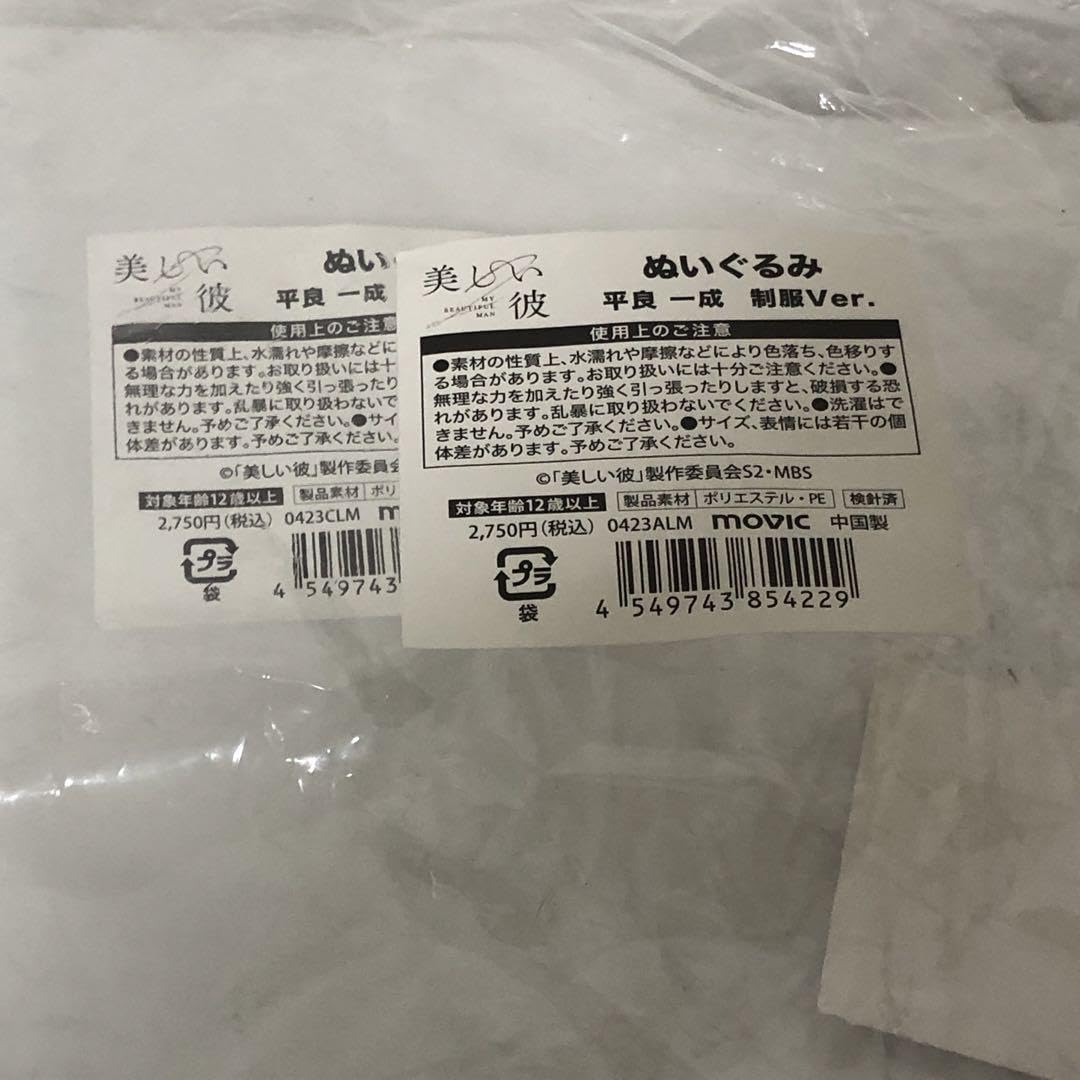 美しい彼
MY BEAUTIFUL MAN
ぬい
平良 一成
使用上のご注意
●素材の性質上、水濡れや摩擦などに
る場合があります。お取り扱いには十
無理な力を加えたり強く引っ張ったり
れがあります。乱暴に取り扱わないで
きません。予めご了承ください。●サイ
体差があります。予めご了承ください。
©「美しい彼」製作委員会
対象年齢12歳以上 製品素材 ポリ
2,750円(税込) 0423CLM
プラ
袋
4 549743
美しい彼
MY BEAUTIFUL MAN
ぬいぐるみ
平良 一成 制服Ver.
使用上のご注意
●素材の性質上、水濡れや摩擦などにより色落ち、色移りす
る場合があります。お取り扱いには十分ご注意ください。●
無理な力を加えたり強く引っ張ったりしますと、破損する恐
れがあります。乱暴に取り扱わないでください。●洗濯はで
きません。予めご了承ください。●サイズ、表情には若干の個
体差があります。予めご了承ください。
©「美しい彼」製作委員会S2・MBS
対象年齢12歳以上 製品素材 ポリエステル・PE 検針済
2,750円(税込) 0423ALM movic 中国製
プラ
袋
4 549743 854229